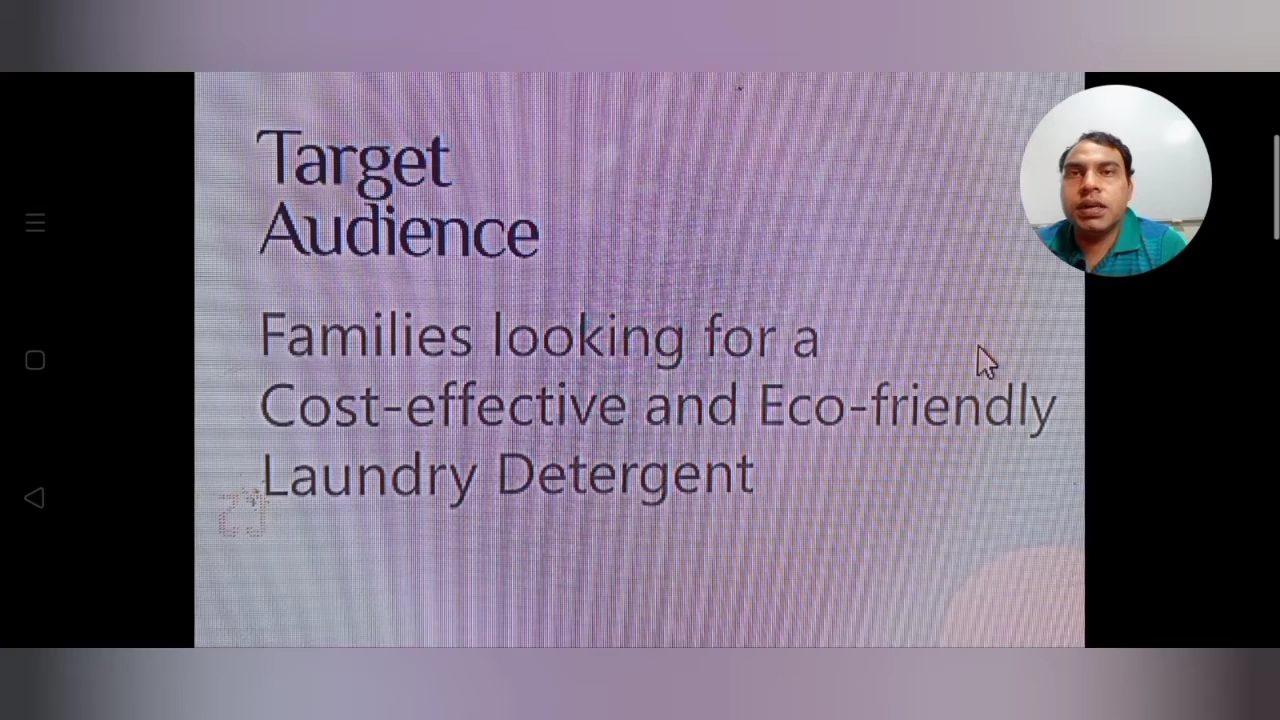 Target
Audience
Families looking for a
Cost-effective and Eco-friendly
Laundry Detergent